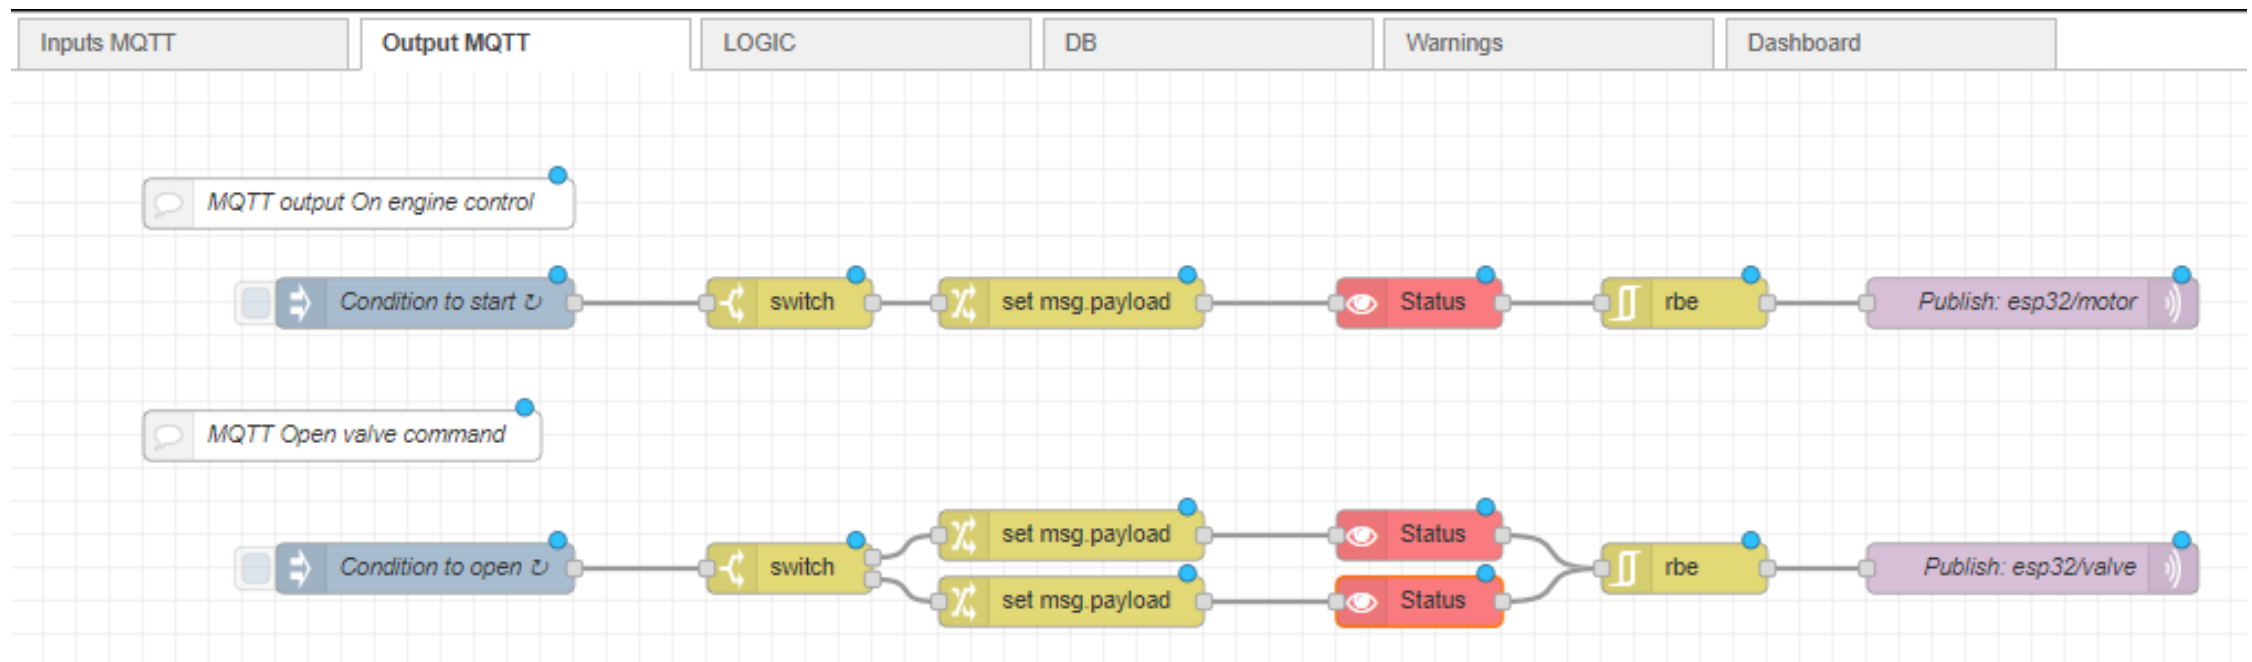 Inputs MQTT
Output MQTT
LOGIC
DB
Warnings
Dashboard
MQTT output On engine control
Condition to start ↻
switch
set msg.payload
Status
rbe
Publish: esp32/motor
MQTT Open valve command
Condition to open ↻
switch
set msg.payload
Status
set msg.payload
Status
rbe
Publish: esp32/valve